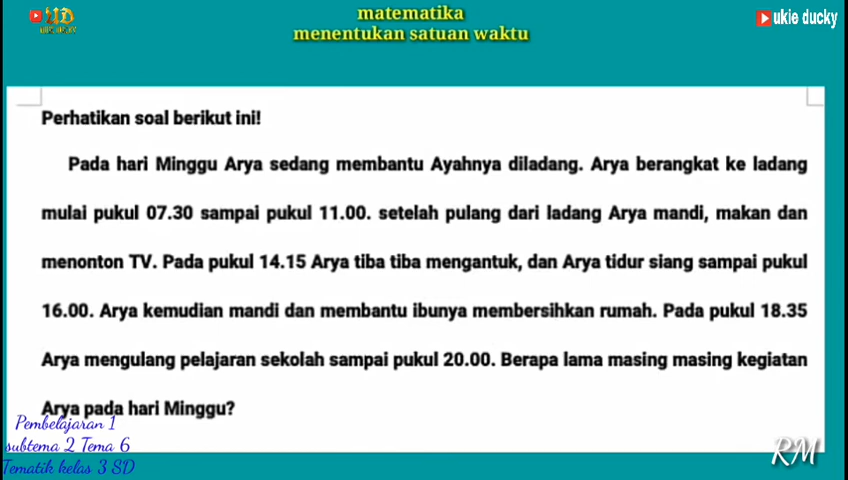 matematika
menentukan satuan waktu
UD
ukie ducky
Perhatikan soal berikut ini!
Pada hari Minggu Arya sedang membantu Ayahnya diladang. Arya berangkat ke ladang
mulai pukul 07.30 sampai pukul 11.00. setelah pulang dari ladang Arya mandi, makan dan
menonton TV. Pada pukul 14.15 Arya tiba tiba mengantuk, dan Arya tidur siang sampai pukul
16.00. Arya kemudian mandi dan membantu ibunya membersihkan rumah. Pada pukul 18.35
Arya mengulang pelajaran sekolah sampai pukul 20.00. Berapa lama masing masing kegiatan
Arya pada hari Minggu?
Pembelajaran 1
subtema 2 Tema 6
Tematik kelas 3 SD
RM